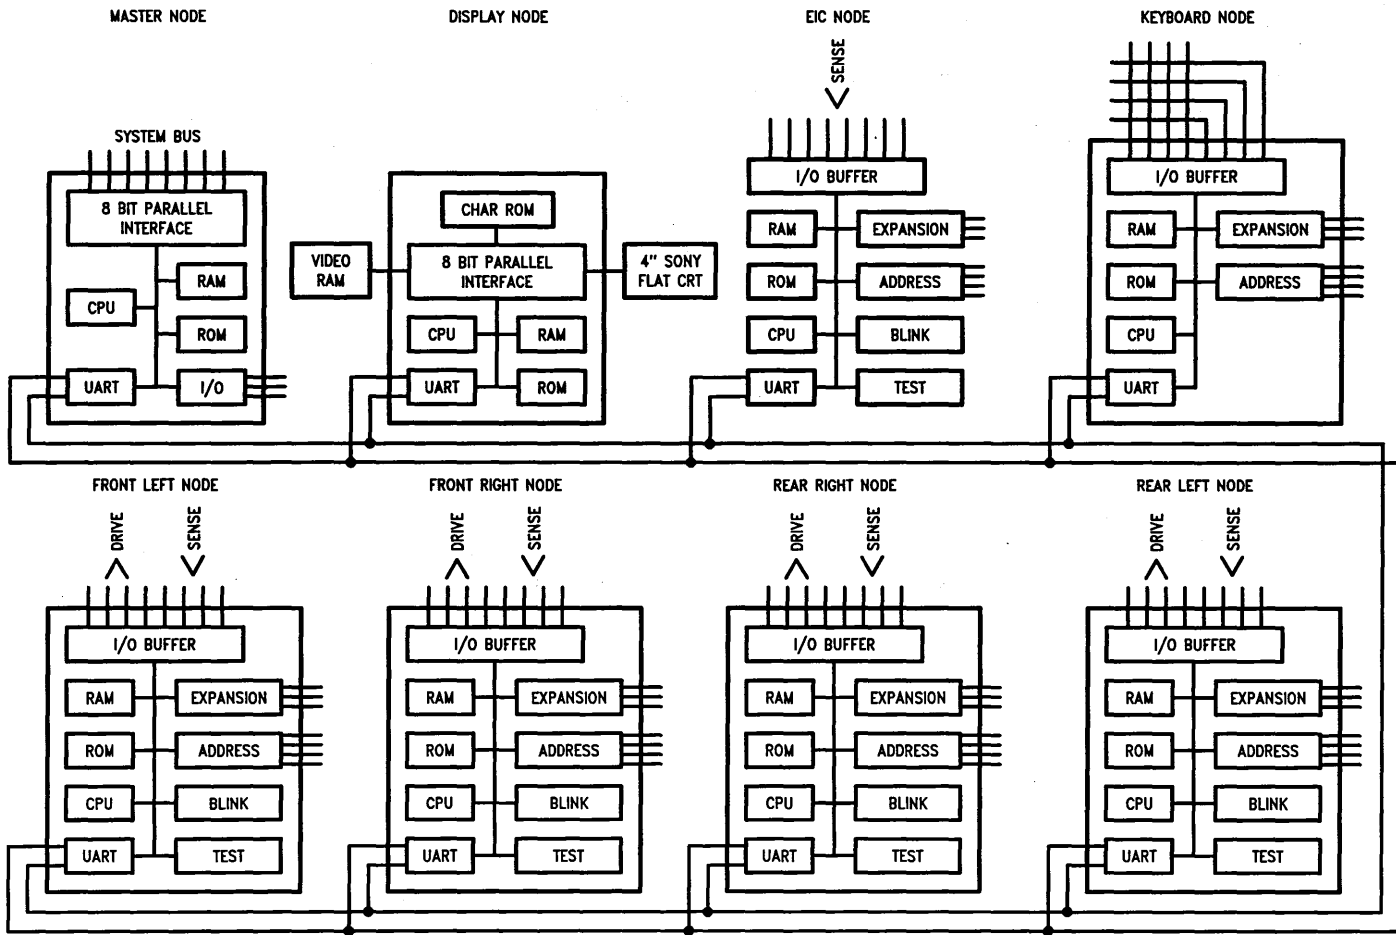 MASTER NODE
DISPLAY NODE
EIC NODE
KEYBOARD NODE
SENSE
SYSTEM BUS
8 BIT PARALLEL
INTERFACE
RAM
CPU
ROM
UART
I/O
CHAR ROM
VIDEO
RAM
8 BIT PARALLEL
INTERFACE
4" SONY
FLAT CRT
CPU
RAM
UART
ROM
I/O BUFFER
RAM
EXPANSION
ROM
ADDRESS
CPU
BLINK
UART
TEST
I/O BUFFER
RAM
EXPANSION
ROM
ADDRESS
CPU
UART
FRONT LEFT NODE
FRONT RIGHT NODE
REAR RIGHT NODE
REAR LEFT NODE
DRIVE
SENSE
DRIVE
SENSE
DRIVE
SENSE
DRIVE
SENSE
I/O BUFFER
RAM
EXPANSION
ROM
ADDRESS
CPU
BLINK
UART
TEST
I/O BUFFER
RAM
EXPANSION
ROM
ADDRESS
CPU
BLINK
UART
TEST
I/O BUFFER
RAM
EXPANSION
ROM
ADDRESS
CPU
BLINK
UART
TEST
I/O BUFFER
RAM
EXPANSION
ROM
ADDRESS
CPU
BLINK
UART
TEST